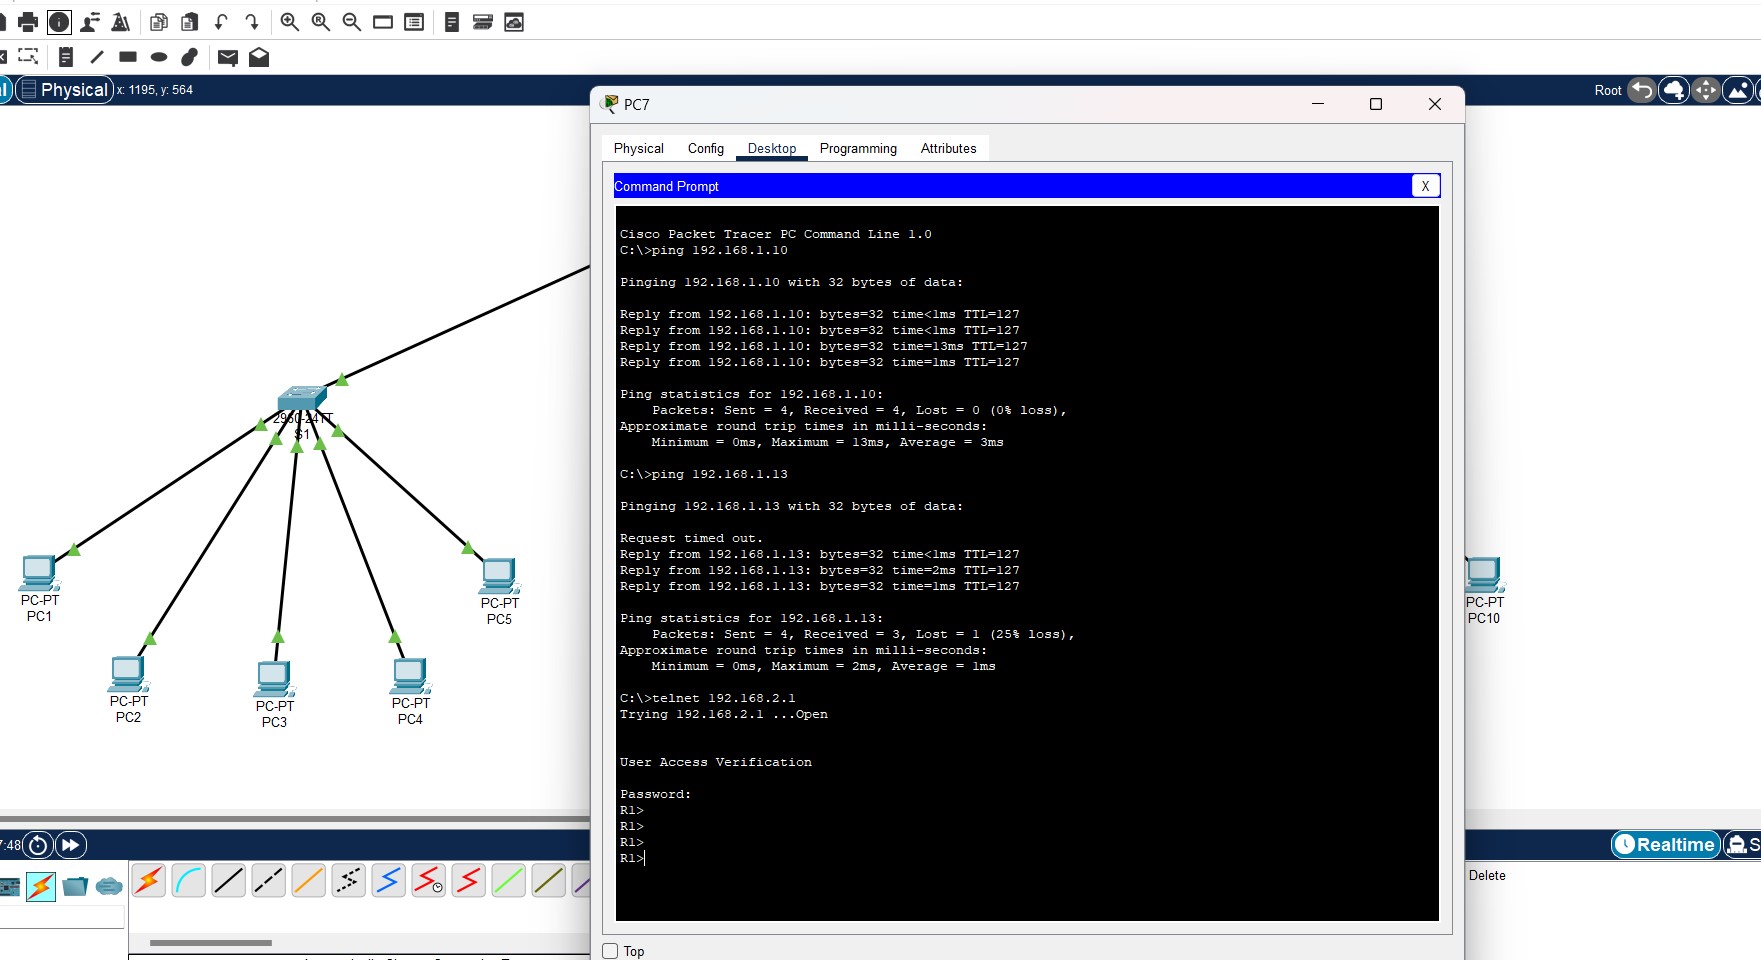 Physical
x: 1195, y: 564
Root
PC7
Physical
Config
Desktop
Programming
Attributes
Command Prompt
X
Cisco Packet Tracer PC Command Line 1.0
C:\>ping 192.168.1.10
Pinging 192.168.1.10 with 32 bytes of data:
Reply from 192.168.1.10: bytes=32 time<1ms TTL=127
Reply from 192.168.1.10: bytes=32 time<1ms TTL=127
Reply from 192.168.1.10: bytes=32 time=13ms TTL=127
Reply from 192.168.1.10: bytes=32 time=1ms TTL=127
Ping statistics for 192.168.1.10:
Packets: Sent = 4, Received = 4, Lost = 0 (0% loss),
Approximate round trip times in milli-seconds:
Minimum = 0ms, Maximum = 13ms, Average = 3ms
C:\>ping 192.168.1.13
Pinging 192.168.1.13 with 32 bytes of data:
Request timed out.
Reply from 192.168.1.13: bytes=32 time<1ms TTL=127
Reply from 192.168.1.13: bytes=32 time=2ms TTL=127
Reply from 192.168.1.13: bytes=32 time=1ms TTL=127
Ping statistics for 192.168.1.13:
Packets: Sent = 4, Received = 3, Lost = 1 (25% loss),
Approximate round trip times in milli-seconds:
Minimum = 0ms, Maximum = 2ms, Average = 1ms
C:\>telnet 192.168.2.1
Trying 192.168.2.1 ...Open
User Access Verification
Password:
R1>
R1>
R1>
R1>
Top
2960-24TT
S1
PC-PT
PC1
PC-PT
PC2
PC-PT
PC3
PC-PT
PC4
PC-PT
PC5
PC-PT
PC10
:48
Realtime
S
Delete